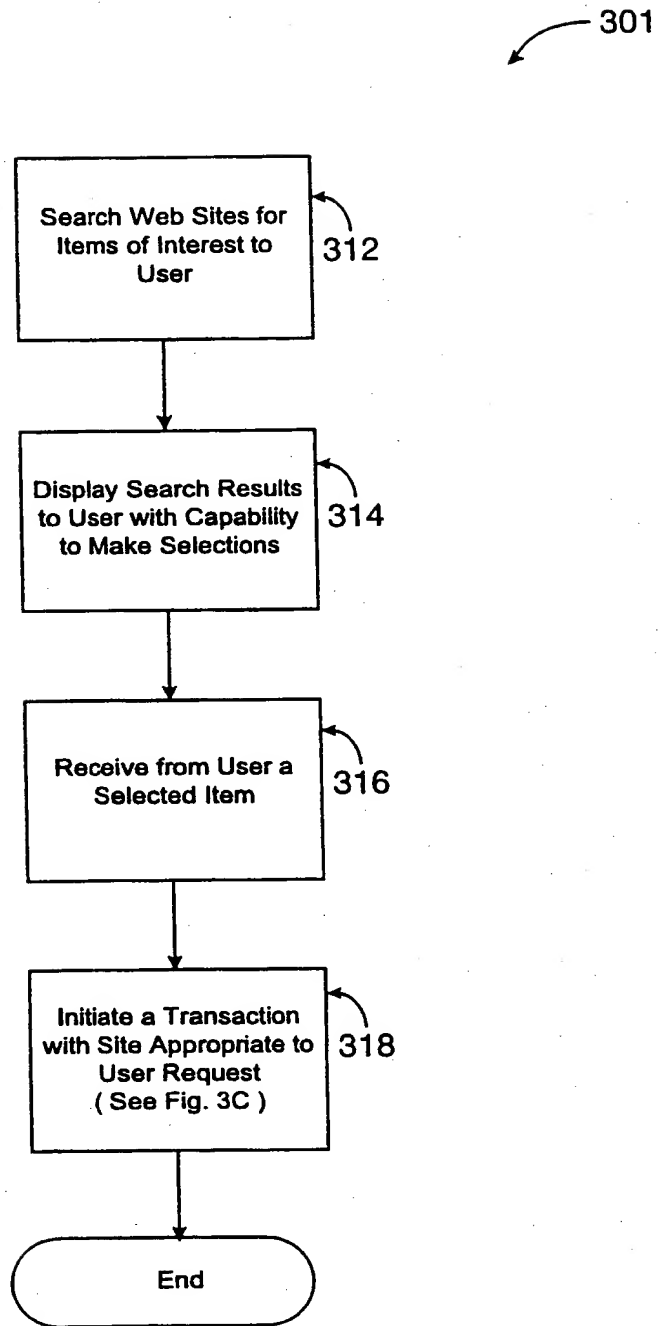 301
Search Web Sites for
Items of Interest to
User
312
Display Search Results
to User with Capability
to Make Selections
314
Receive from User a
Selected Item
316
Initiate a Transaction
with Site Appropriate to
User Request
( See Fig. 3C )
318
End